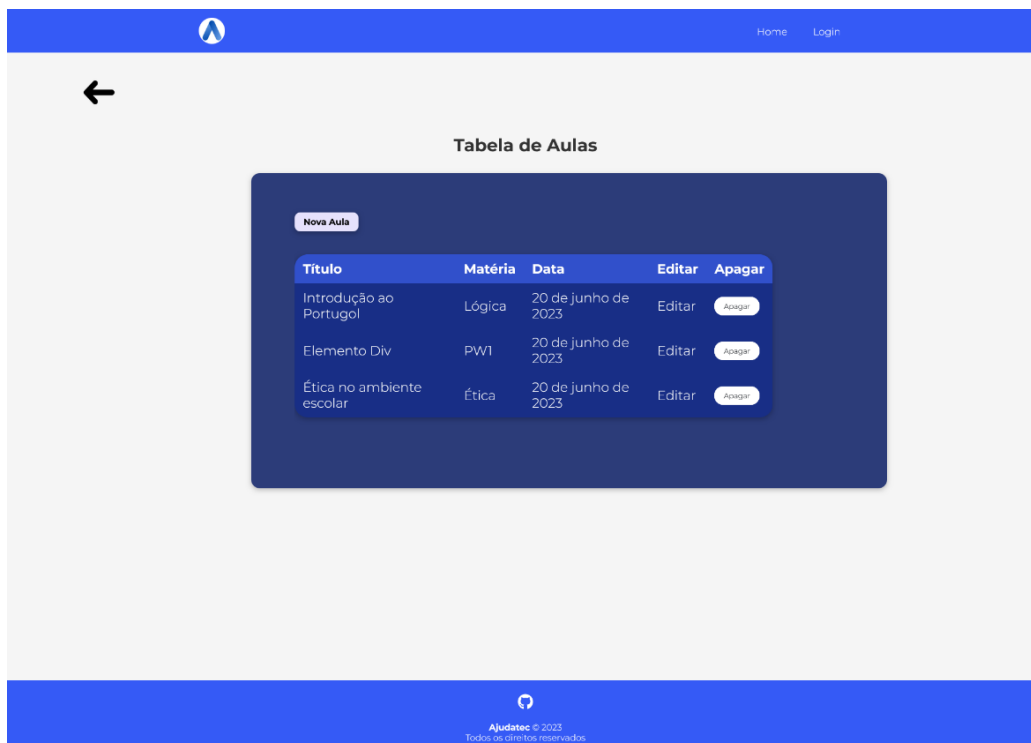 Home Login
Tabela de Aulas
Nova Aula
Título Matéria Data Editar Apagar
Introdução ao
Portugol
Lógica
20 de junho de
2023
Editar
Apagar
Elemento Div
PW1
20 de junho de
2023
Editar
Apagar
Ética no ambiente
escolar
Ética
20 de junho de
2023
Editar
Apagar
Ajudatec © 2023
Todos os direitos reservados